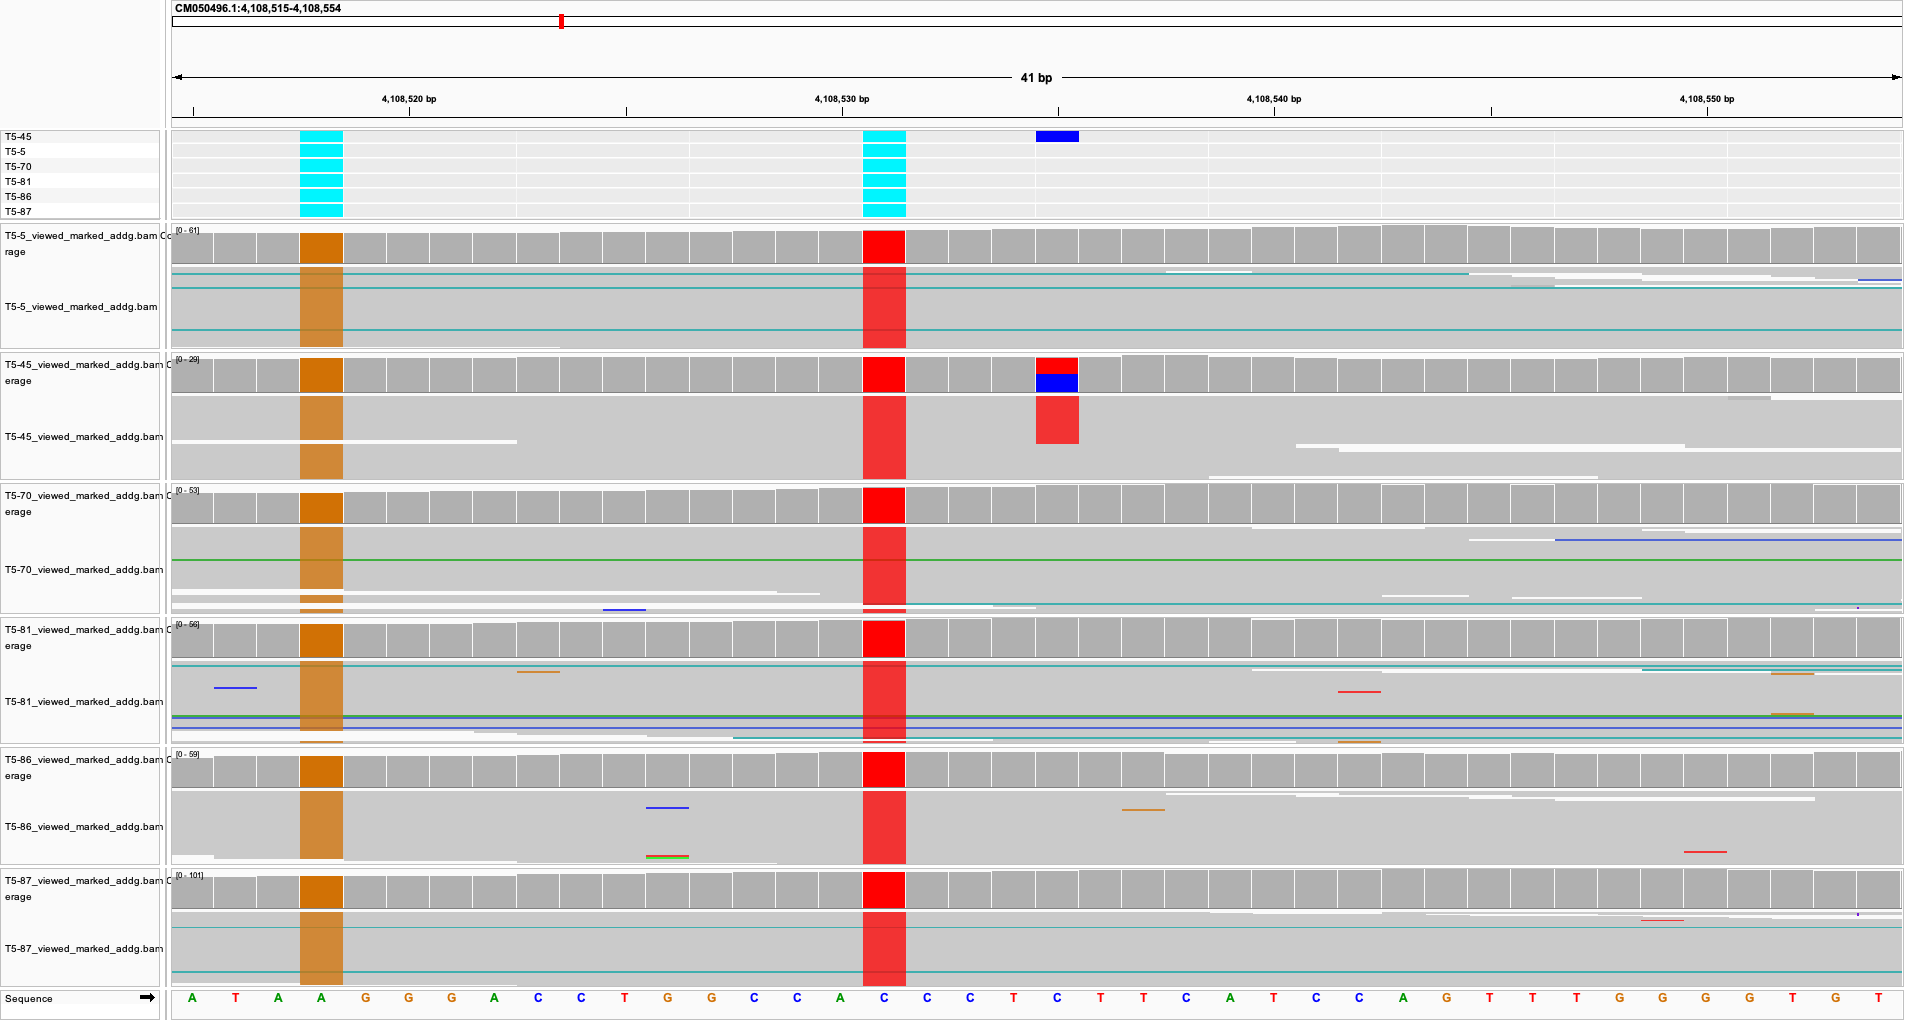 CM050496.1:4,108,515-4,108,554
41 bp
4,108,520 bp 4,108,530 bp 4,108,540 bp 4,108,550 bp
T5-45
T5-5
T5-70
T5-81
T5-86
T5-87
T5-5_viewed_marked_addg.bam Co
rage
[0 - 61]
T5-5_viewed_marked_addg.bam
T5-45_viewed_marked_addg.bam C
erage
[0 - 29]
T5-45_viewed_marked_addg.bam
T5-70_viewed_marked_addg.bam C
erage
[0 - 53]
T5-70_viewed_marked_addg.bam
T5-81_viewed_marked_addg.bam C
erage
[0 - 56]
T5-81_viewed_marked_addg.bam
T5-86_viewed_marked_addg.bam C
erage
[0 - 59]
T5-86_viewed_marked_addg.bam
T5-87_viewed_marked_addg.bam C
erage
[0 - 101]
T5-87_viewed_marked_addg.bam
Sequence A T A A G G G A C C T G G C C A C C C T C T T C A T C C A G T T T G G G G T G T